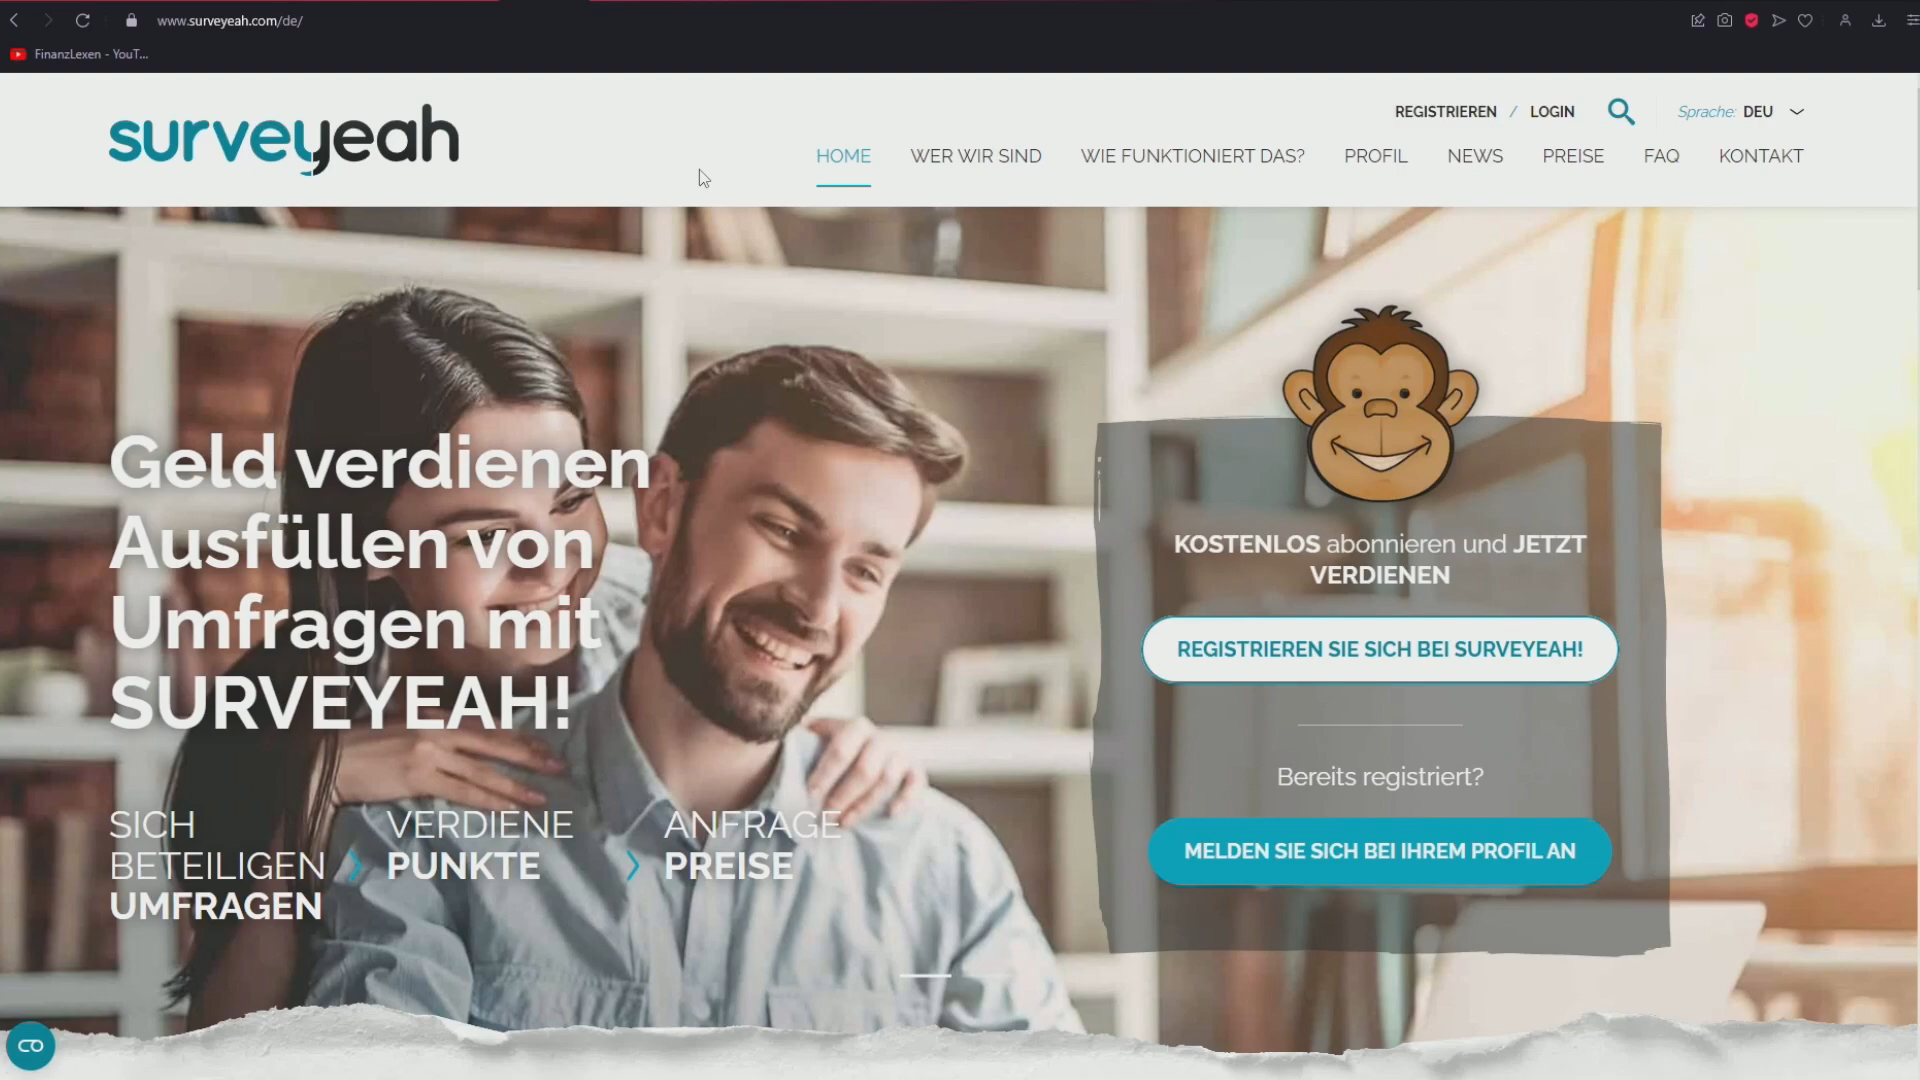 www.surveyeah.com/de/
FinanzLexen - YouT...
surveyeah
REGISTRIEREN / LOGIN
Sprache: DEU
HOME
WER WIR SIND
WIE FUNKTIONIERT DAS?
PROFIL
NEWS
PREISE
FAQ
KONTAKT
Geld verdienen
Ausfüllen von
Umfragen mit
SURVEYEAH!
SICH
BETEILIGEN
UMFRAGEN
VERDIENE
PUNKTE
ANFRAGE
PREISE
KOSTENLOS abonnieren und JETZT
VERDIENEN
REGISTRIEREN SIE SICH BEI SURVEYEAH!
Bereits registriert?
MELDEN SIE SICH BEI IHREM PROFIL AN